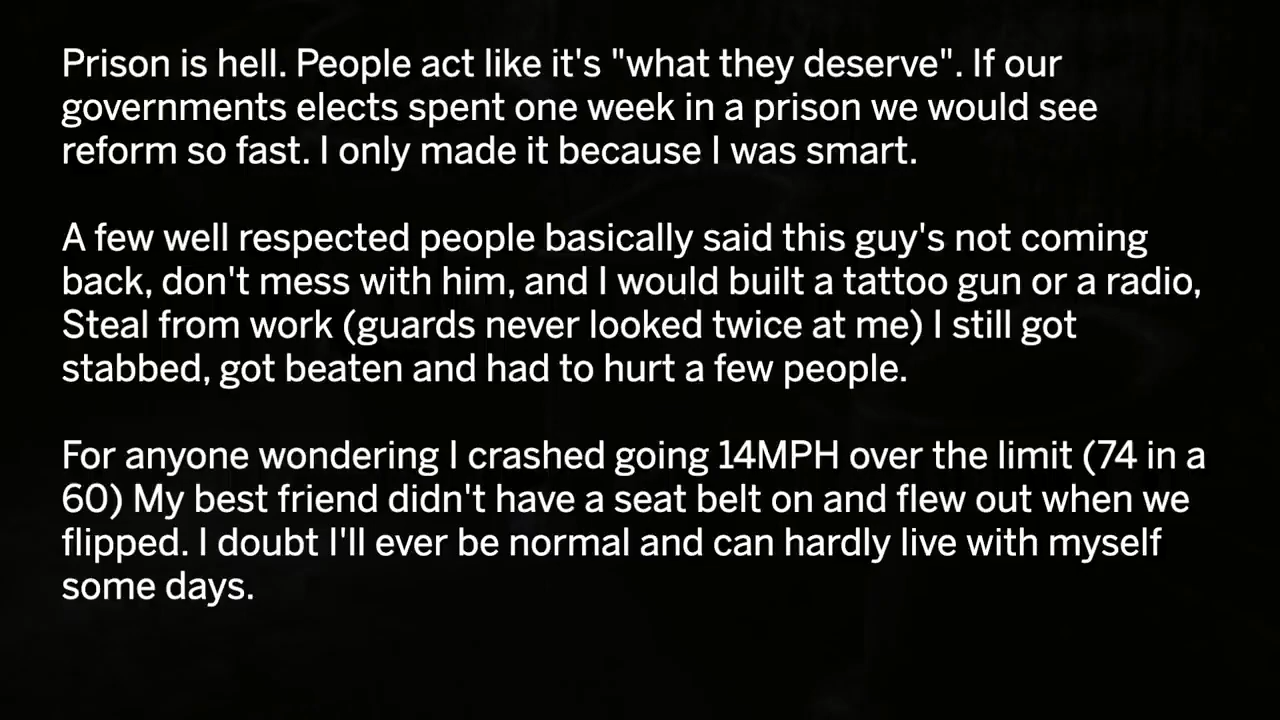 Prison is hell. People act like it's "what they deserve". If our
governments elects spent one week in a prison we would see
reform so fast. I only made it because I was smart.
A few well respected people basically said this guy's not coming
back, don't mess with him, and I would built a tattoo gun or a radio,
Steal from work (guards never looked twice at me) I still got
stabbed, got beaten and had to hurt a few people.
For anyone wondering I crashed going 14MPH over the limit (74 in a
60) My best friend didn't have a seat belt on and flew out when we
flipped. I doubt I'll ever be normal and can hardly live with myself
some days.